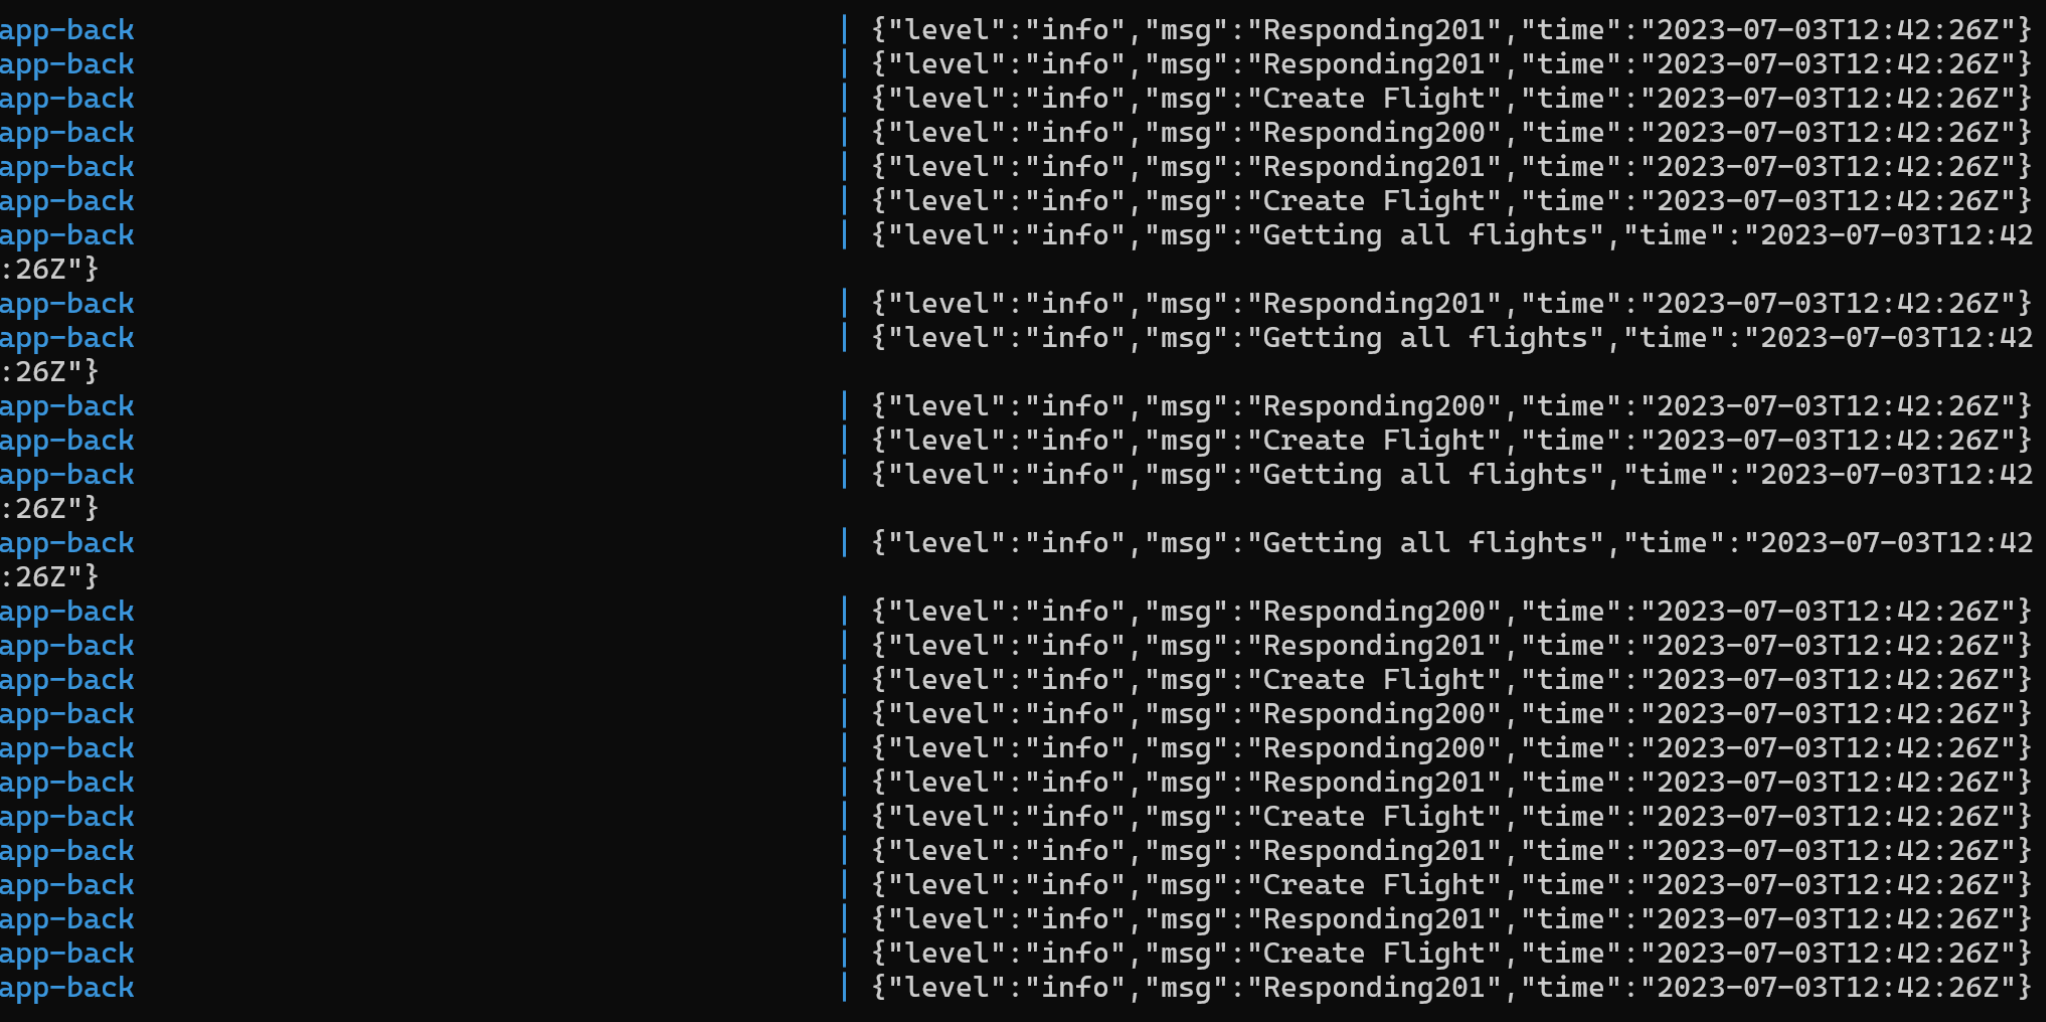 app-back | {"level":"info","msg":"Responding201","time":"2023-07-03T12:42:26Z"}
app-back | {"level":"info","msg":"Responding201","time":"2023-07-03T12:42:26Z"}
app-back | {"level":"info","msg":"Create Flight","time":"2023-07-03T12:42:26Z"}
app-back | {"level":"info","msg":"Responding200","time":"2023-07-03T12:42:26Z"}
app-back | {"level":"info","msg":"Responding201","time":"2023-07-03T12:42:26Z"}
app-back | {"level":"info","msg":"Create Flight","time":"2023-07-03T12:42:26Z"}
app-back | {"level":"info","msg":"Getting all flights","time":"2023-07-03T12:42
:26Z"}
app-back | {"level":"info","msg":"Responding201","time":"2023-07-03T12:42:26Z"}
app-back | {"level":"info","msg":"Getting all flights","time":"2023-07-03T12:42
:26Z"}
app-back | {"level":"info","msg":"Responding200","time":"2023-07-03T12:42:26Z"}
app-back | {"level":"info","msg":"Create Flight","time":"2023-07-03T12:42:26Z"}
app-back | {"level":"info","msg":"Getting all flights","time":"2023-07-03T12:42
:26Z"}
app-back | {"level":"info","msg":"Getting all flights","time":"2023-07-03T12:42
:26Z"}
app-back | {"level":"info","msg":"Responding200","time":"2023-07-03T12:42:26Z"}
app-back | {"level":"info","msg":"Responding201","time":"2023-07-03T12:42:26Z"}
app-back | {"level":"info","msg":"Create Flight","time":"2023-07-03T12:42:26Z"}
app-back | {"level":"info","msg":"Responding200","time":"2023-07-03T12:42:26Z"}
app-back | {"level":"info","msg":"Responding200","time":"2023-07-03T12:42:26Z"}
app-back | {"level":"info","msg":"Responding201","time":"2023-07-03T12:42:26Z"}
app-back | {"level":"info","msg":"Create Flight","time":"2023-07-03T12:42:26Z"}
app-back | {"level":"info","msg":"Responding201","time":"2023-07-03T12:42:26Z"}
app-back | {"level":"info","msg":"Create Flight","time":"2023-07-03T12:42:26Z"}
app-back | {"level":"info","msg":"Responding201","time":"2023-07-03T12:42:26Z"}
app-back | {"level":"info","msg":"Create Flight","time":"2023-07-03T12:42:26Z"}
app-back | {"level":"info","msg":"Responding201","time":"2023-07-03T12:42:26Z"}